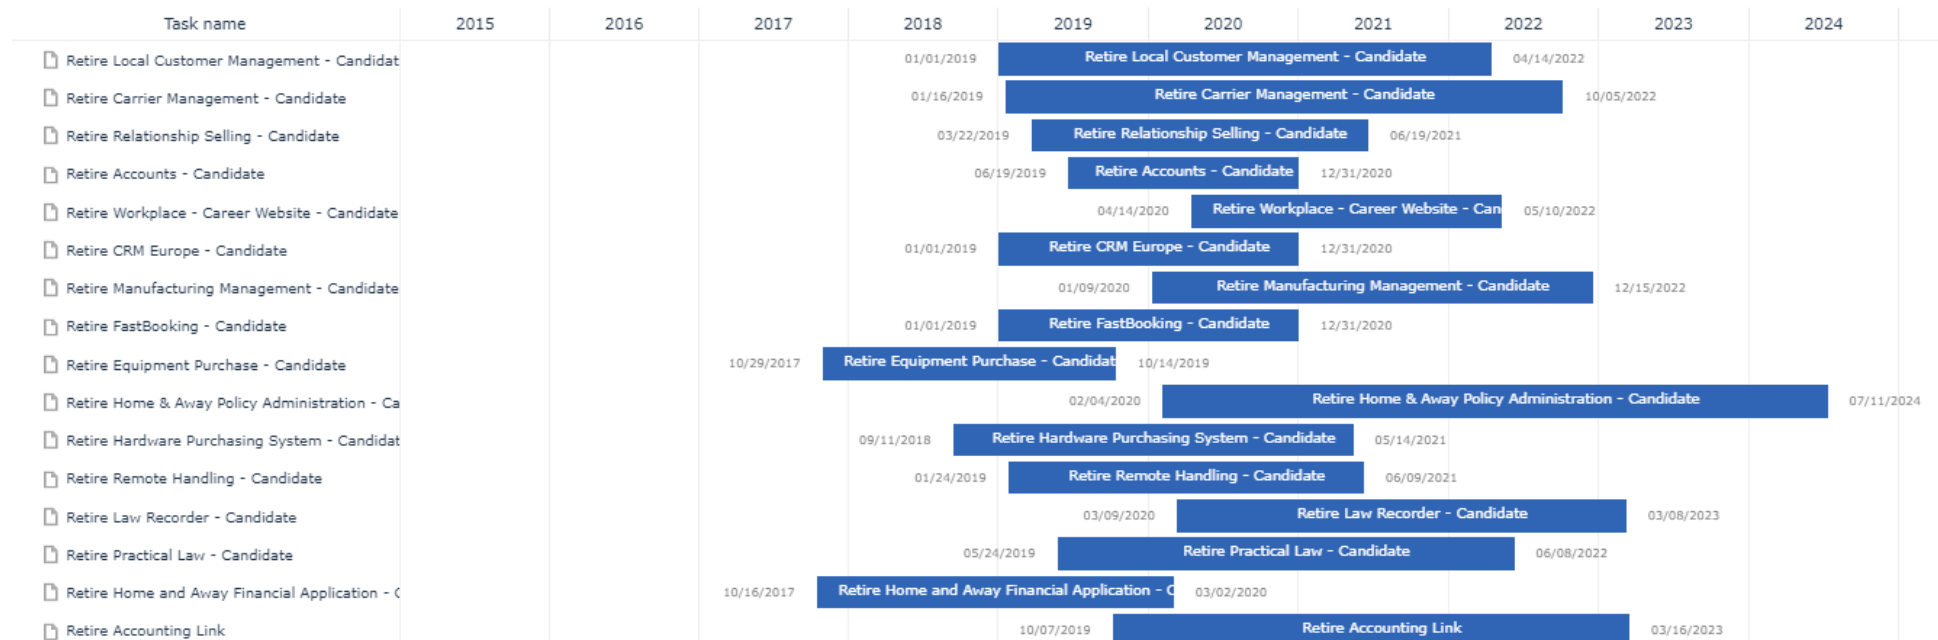 Task name 2015 2016 2017 2018 2019 2020 2021 2022 2023 2024
Retire Local Customer Management - Candidat 01/01/2019 Retire Local Customer Management - Candidate 04/14/2022
Retire Carrier Management - Candidate 01/16/2019 Retire Carrier Management - Candidate 10/05/2022
Retire Relationship Selling - Candidate 03/22/2019 Retire Relationship Selling - Candidate 06/19/2021
Retire Accounts - Candidate 06/19/2019 Retire Accounts - Candidate 12/31/2020
Retire Workplace - Career Website - Candidate 04/14/2020 Retire Workplace - Career Website - Can 05/10/2022
Retire CRM Europe - Candidate 01/01/2019 Retire CRM Europe - Candidate 12/31/2020
Retire Manufacturing Management - Candidate 01/09/2020 Retire Manufacturing Management - Candidate 12/15/2022
Retire FastBooking - Candidate 01/01/2019 Retire FastBooking - Candidate 12/31/2020
Retire Equipment Purchase - Candidate 10/29/2017 Retire Equipment Purchase - Candidat 10/14/2019
Retire Home & Away Policy Administration - Ca 02/04/2020 Retire Home & Away Policy Administration - Candidate 07/11/2024
Retire Hardware Purchasing System - Candidat 09/11/2018 Retire Hardware Purchasing System - Candidate 05/14/2021
Retire Remote Handling - Candidate 01/24/2019 Retire Remote Handling - Candidate 06/09/2021
Retire Law Recorder - Candidate 03/09/2020 Retire Law Recorder - Candidate 03/08/2023
Retire Practical Law - Candidate 05/24/2019 Retire Practical Law - Candidate 06/08/2022
Retire Home and Away Financial Application - C 10/16/2017 Retire Home and Away Financial Application - C 03/02/2020
Retire Accounting Link 10/07/2019 Retire Accounting Link 03/16/2023